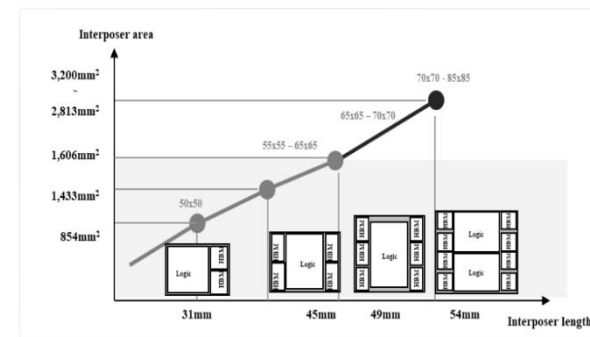 Interposer area
3,200mm²
~
2,813mm²
1,606mm²
1,433mm²
854mm²
70x70 - 85x85
65x65 – 70x70
55x55 – 65x65
50x50
Logic
HBM
HBM
HBM
HBM
Logic
HBM
HBM
HBM
HBM
HBM
Logic
HBM
HBM
HBM
HBM
HBM
HBM
HBM
HBM
Logic
Logic
HBM
HBM
HBM
HBM
31mm
45mm
49mm
54mm
Interposer length